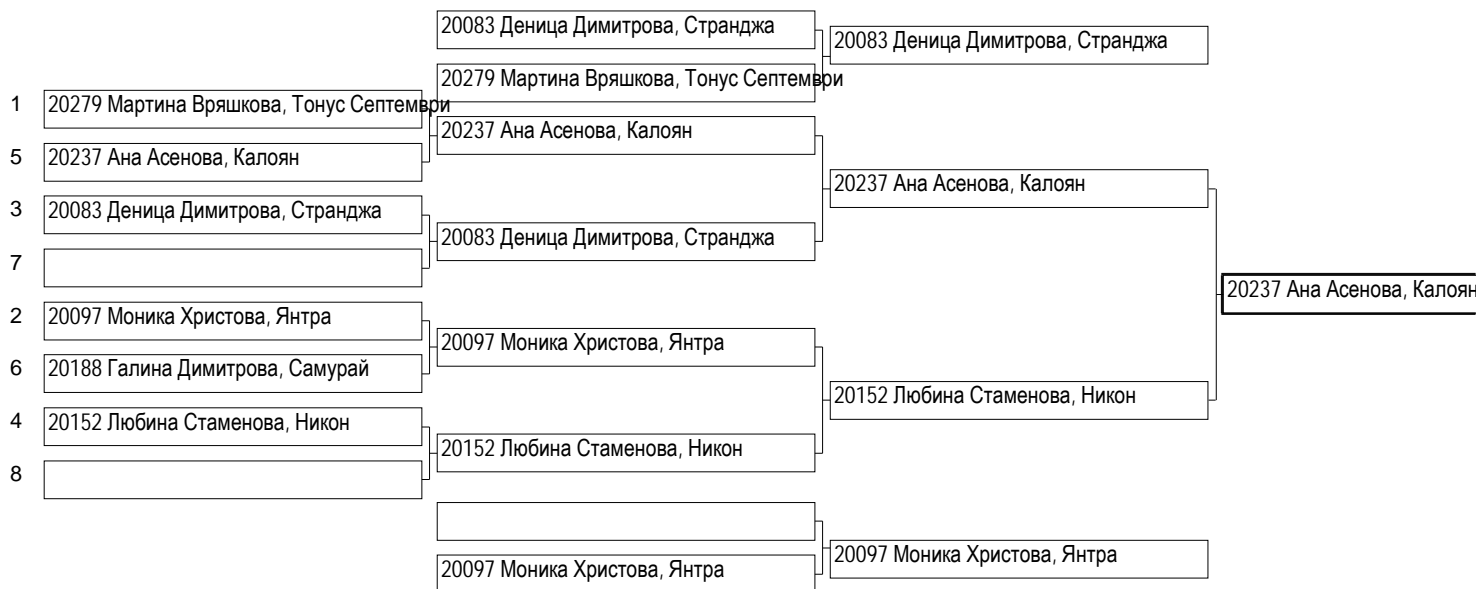 20083 Деница Димитрова, Странджа
20083 Деница Димитрова, Странджа
20279 Мартина Вряшкова, Тонус Септември
1 20279 Мартина Вряшкова, Тонус Септември
20237 Ана Асенова, Калоян
5 20237 Ана Асенова, Калоян
20237 Ана Асенова, Калоян
3 20083 Деница Димитрова, Странджа
20083 Деница Димитрова, Странджа
7
20237 Ана Асенова, Калоян
2 20097 Моника Христова, Янтра
20097 Моника Христова, Янтра
6 20188 Галина Димитрова, Самурай
20152 Любина Стаменова, Никон
4 20152 Любина Стаменова, Никон
20152 Любина Стаменова, Никон
8
20097 Моника Христова, Янтра
20097 Моника Христова, Янтра